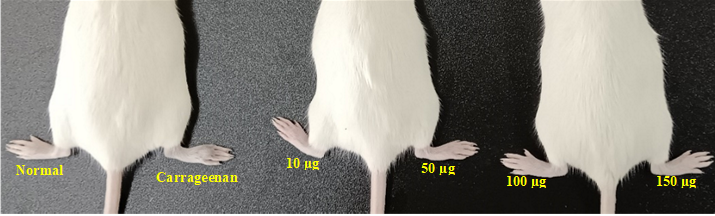 Normal
Carrageenan
10 µg
50 µg
100 µg
150 µg